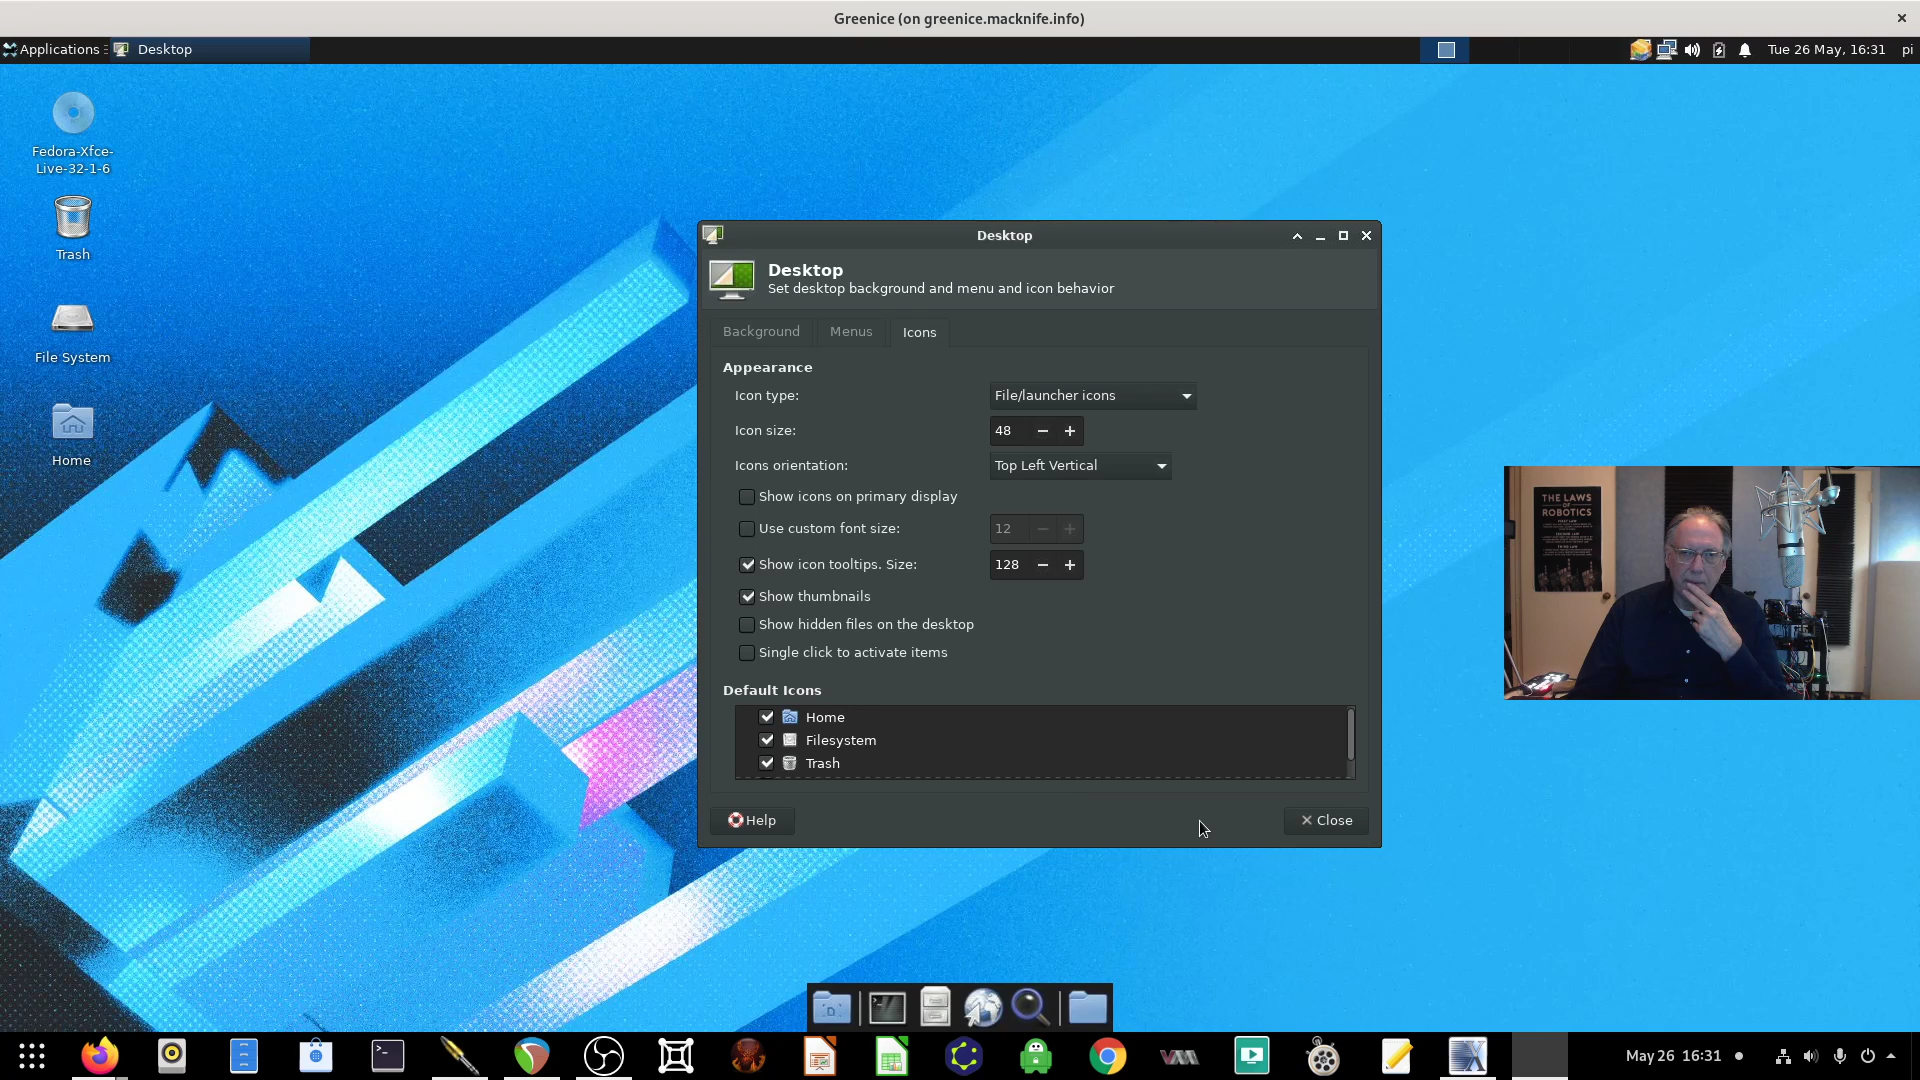 Greenice (on greenice.macknife.info)
Applications
Desktop
Tue 26 May, 16:31
pi
Fedora-Xfce-
Live-32-1-6
Trash
File System
Home
Desktop
Desktop
Set desktop background and menu and icon behavior
Background
Menus
Icons
Appearance
Icon type:
File/launcher icons
Icon size:
48
Icons orientation:
Top Left Vertical
Show icons on primary display
Use custom font size:
12
Show icon tooltips. Size:
128
Show thumbnails
Show hidden files on the desktop
Single click to activate items
Default Icons
Home
Filesystem
Trash
Help
Close
THE LAWS
OF
ROBOTICS
May 26 16:31